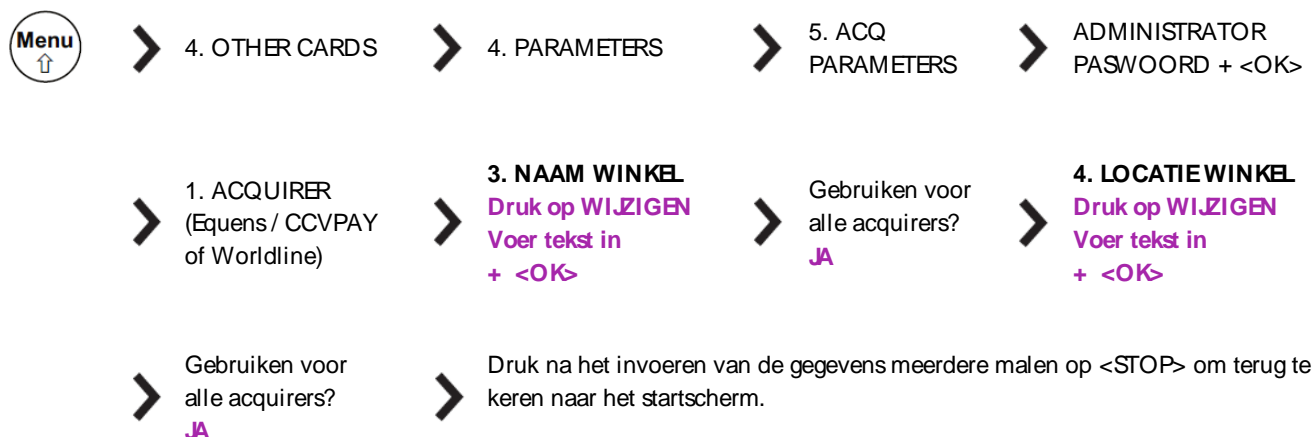 Menu
4. OTHER CARDS
4. PARAMETERS
5. ACQ
PARAMETERS
ADMINISTRATOR
PASWOORD + <OK>
1. ACQUIRER
(Equens / CCVPAY
of Worldline)
3. NAAM WINKEL
Druk op WIJZIGEN
Voer tekst in
+ <OK>
Gebruiken voor
alle acquirers?
JA
4. LOCATIE WINKEL
Druk op WIJZIGEN
Voer tekst in
+ <OK>
Gebruiken voor
alle acquirers?
JA
Druk na het invoeren van de gegevens meerdere malen op <STOP> om terug te
keren naar het startscherm.